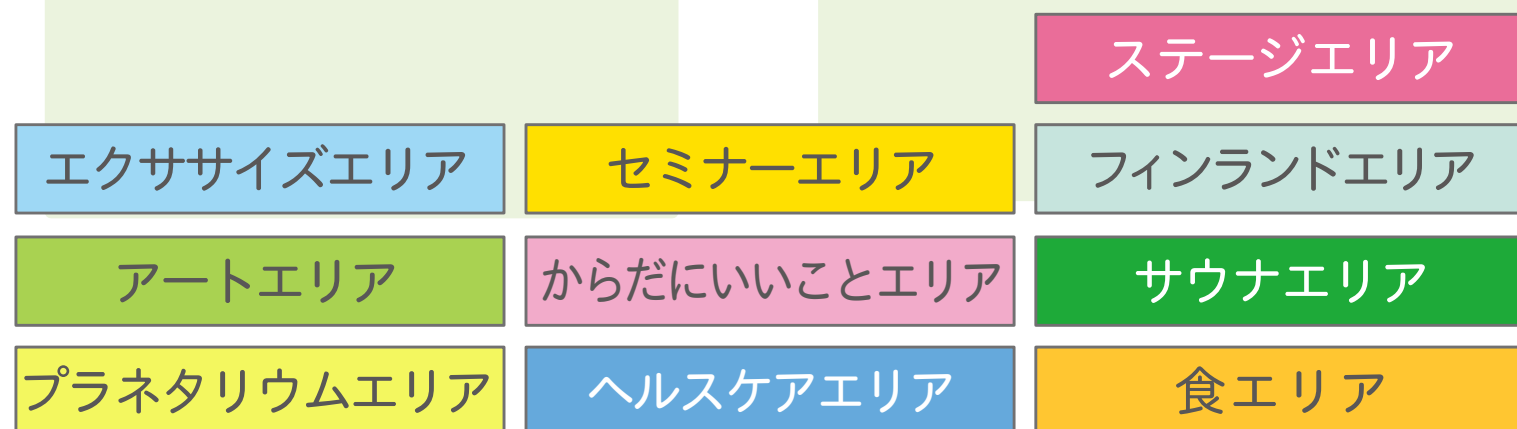 ステージエリア
エクササイズエリア
セミナーエリア
フィンランドエリア
アートエリア
からだにいいことエリア
サウナエリア
プラネタリウムエリア
ヘルスケアエリア
食エリア